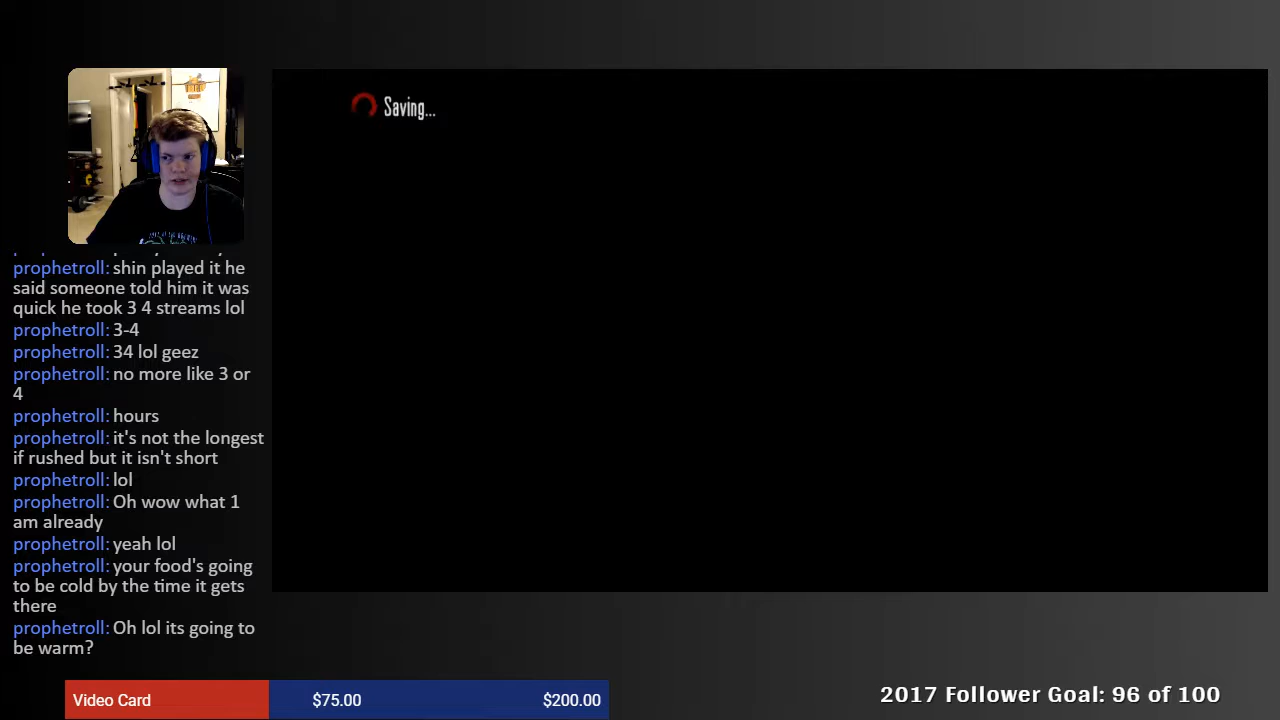 Saving...
prophetroll: shin played it he
said someone told him it was
quick he took 3 4 streams lol
prophetroll: 3-4
prophetroll: 34 lol geez
prophetroll: no more like 3 or
4
prophetroll: hours
prophetroll: it's not the longest
if rushed but it isn't short
prophetroll: lol
prophetroll: Oh wow what 1
am already
prophetroll: yeah lol
prophetroll: your food's going
to be cold by the time it gets
there
prophetroll: Oh lol its going to
be warm?
Video Card $75.00 $200.00
2017 Follower Goal: 96 of 100